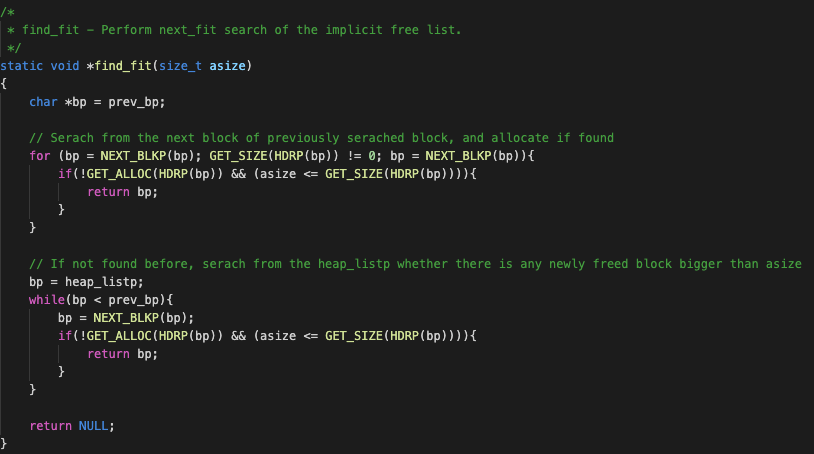 /*
 * find_fit - Perform next_fit search of the implicit free list.
 */
static void *find_fit(size_t asize)
{
    char *bp = prev_bp;

    // Serach from the next block of previously serached block, and allocate if found
    for (bp = NEXT_BLKP(bp); GET_SIZE(HDRP(bp)) != 0; bp = NEXT_BLKP(bp)){
        if(!GET_ALLOC(HDRP(bp)) && (asize <= GET_SIZE(HDRP(bp)))){
            return bp;
        }
    }

    // If not found before, serach from the heap_listp whether there is any newly freed block bigger than asize
    bp = heap_listp;
    while(bp < prev_bp){
        bp = NEXT_BLKP(bp);
        if(!GET_ALLOC(HDRP(bp)) && (asize <= GET_SIZE(HDRP(bp)))){
            return bp;
        }
    }

    return NULL;
}